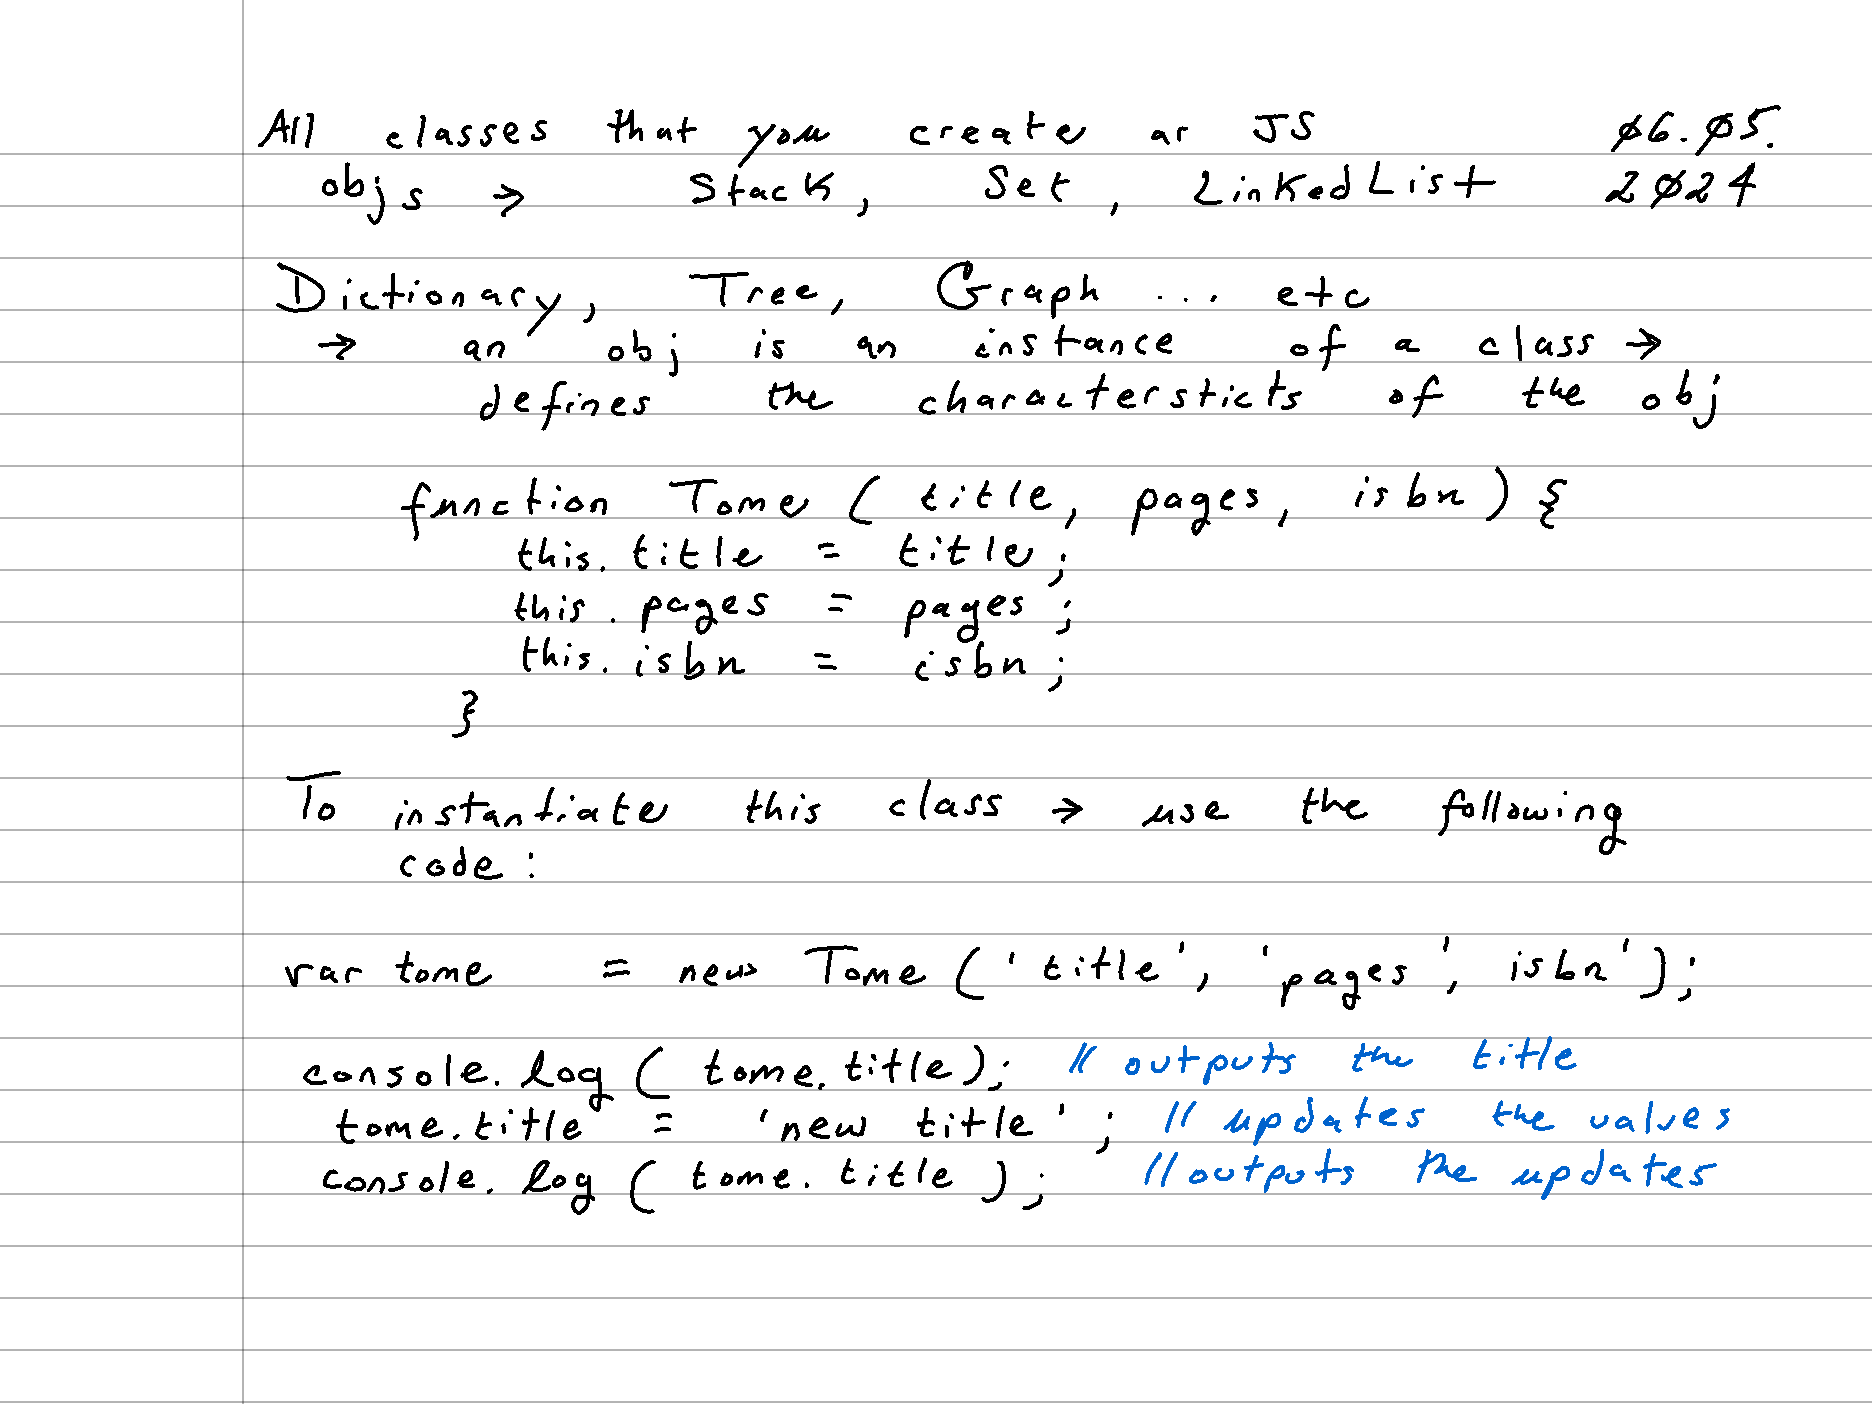 All classes that you create ar JS ø6.ø5.
objs → Stack, Set, LinkedList 2ø24
Dictionary, Tree, Graph ... etc
→ an obj is an instance of a class →
defines the charactersticts of the obj
function Tome ( title, pages, isbn ) {
this. title = title;
this. pages = pages ;
this. isbn = isbn ;
}
To instantiate this class → use the following
code :
var tome = new Tome ( 'title', 'pages', isbn' );
console. log ( tome. title ); // outputs the title
tome. title = 'new title' ; // updates the values
console. log ( tome. title ) ; // outputs the updates